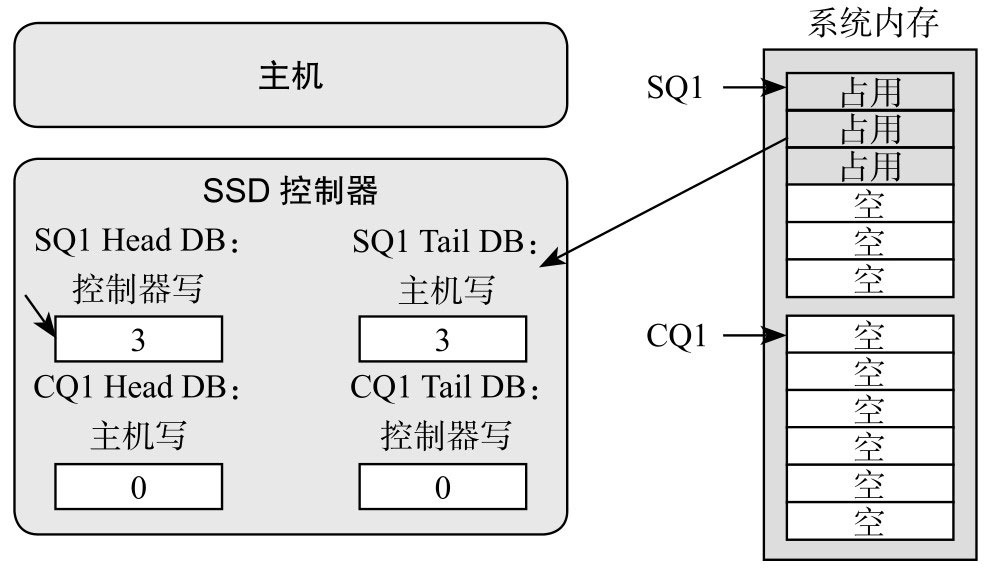 主机
SSD 控制器
SQ1 Head DB：
控制器写
3
SQ1 Tail DB：
主机写
3
CQ1 Head DB：
主机写
0
CQ1 Tail DB：
控制器写
0
系统内存
SQ1
占用
占用
占用
空
空
空
CQ1
空
空
空
空
空
空